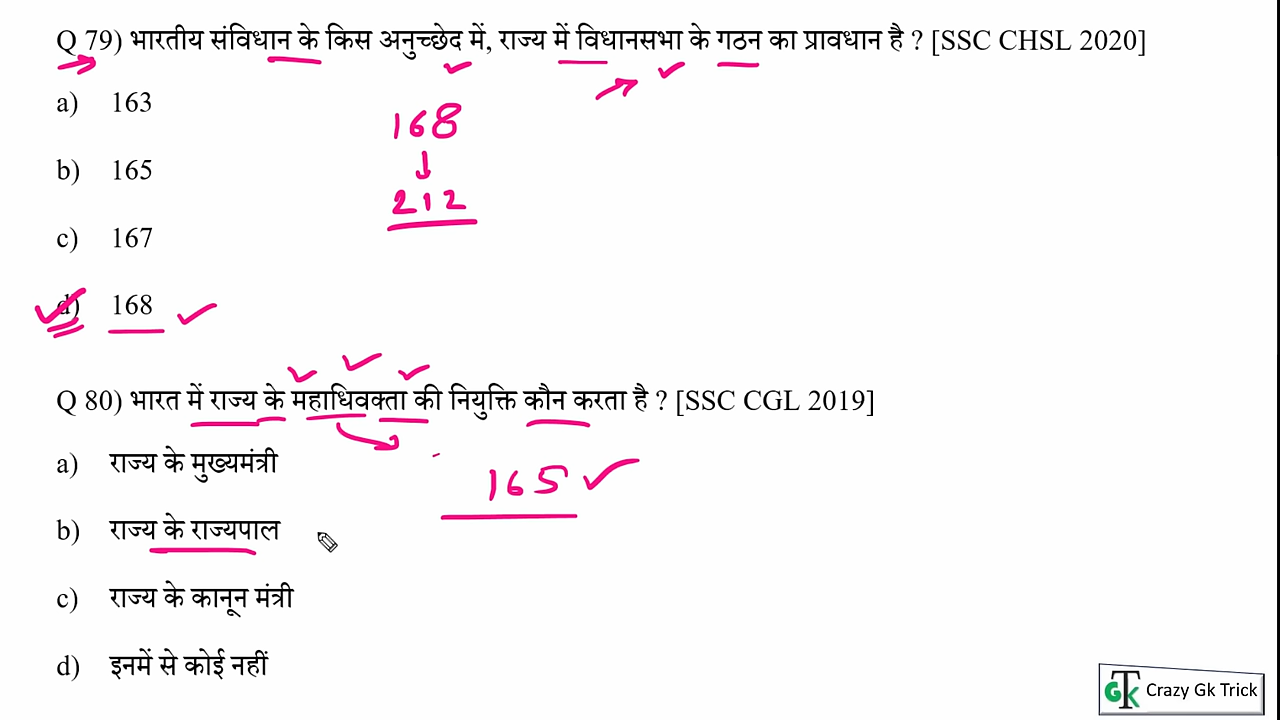 Q 79) भारतीय संविधान के किस अनुच्छेद में, राज्य में विधानसभा के गठन का प्रावधान है ? [SSC CHSL 2020]
a) 163
168
b) 165
212
c) 167
d) 168
Q 80) भारत में राज्य के महाधिवक्ता की नियुक्ति कौन करता है ? [SSC CGL 2019]
a) राज्य के मुख्यमंत्री
165
b) राज्य के राज्यपाल
c) राज्य के कानून मंत्री
d) इनमें से कोई नहीं
GTK Crazy Gk Trick